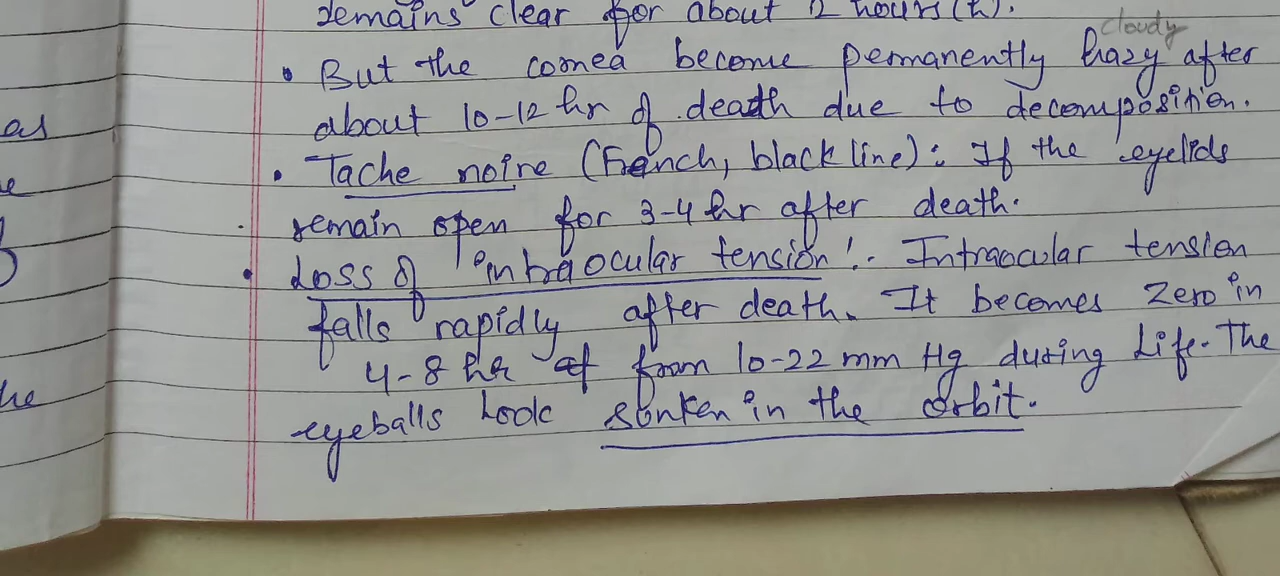 remains clear for about 2 hours (h).
cloudy
• But the cornea become permanently hazy after
about 10-12 hr of death due to decomposition.
• Tache noire (French, black line): If the eyelids
remain open for 3-4 hr after death.
• Loss of intraocular tension :- Intraocular tension
falls rapidly after death. It becomes zero in
4-8 hr from 10-22 mm Hg during Life. The
eyeballs Look sunken in the orbit.
as
he